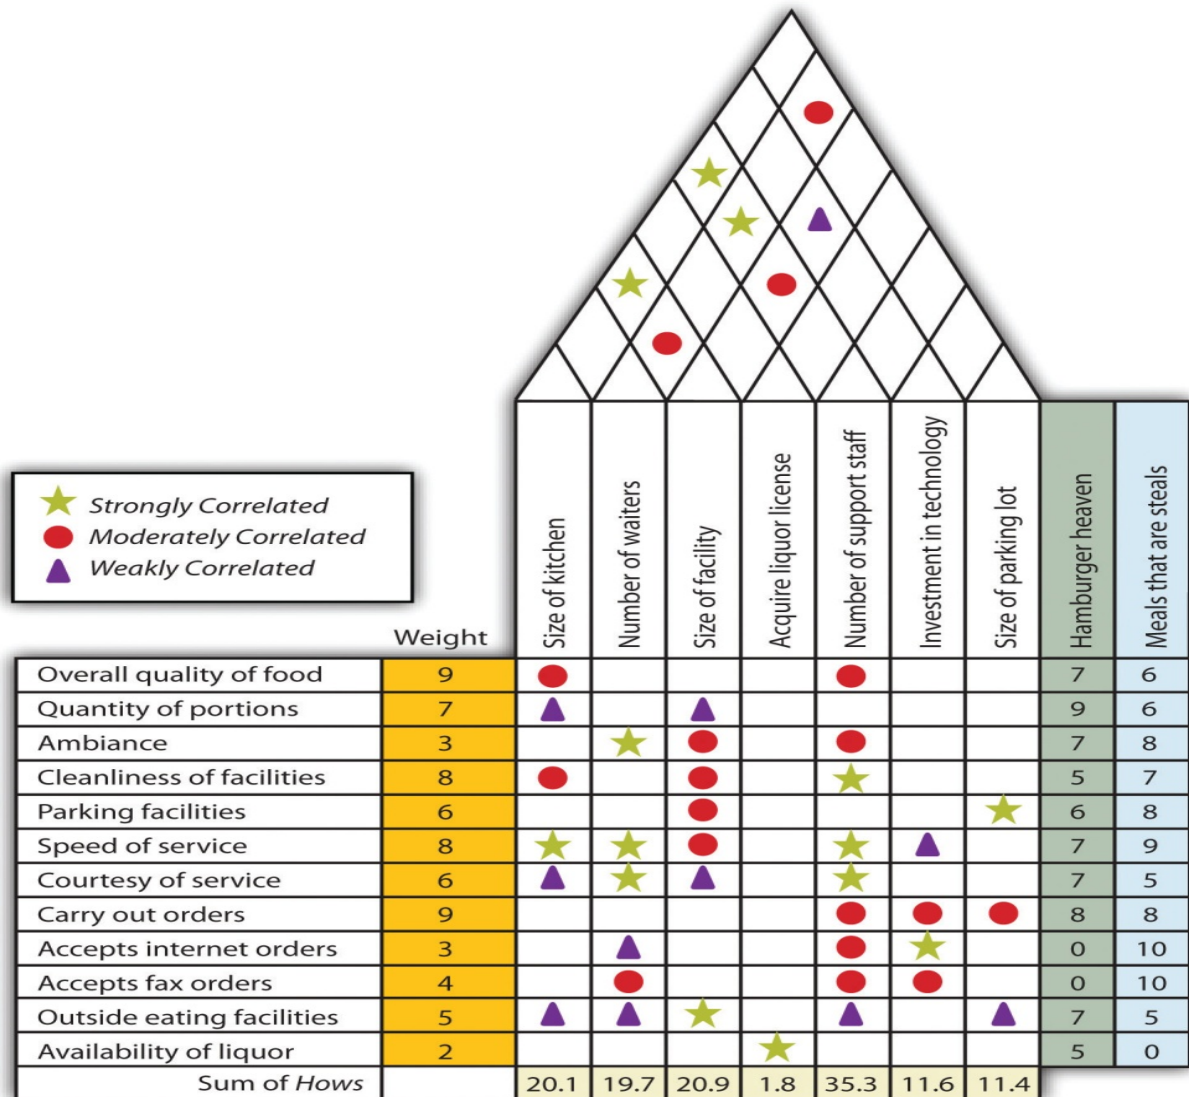 Strongly Correlated
Moderately Correlated
Weakly Correlated
Weight
Size of kitchen
Number of waiters
Size of facility
Acquire liquor license
Number of support staff
Investment in technology
Size of parking lot
Hamburger heaven
Meals that are steals
Overall quality of food 9 7 6
Quantity of portions 7 9 6
Ambiance 3 7 8
Cleanliness of facilities 8 5 7
Parking facilities 6 6 8
Speed of service 8 7 9
Courtesy of service 6 7 5
Carry out orders 9 8 8
Accepts internet orders 3 0 10
Accepts fax orders 4 0 10
Outside eating facilities 5 7 5
Availability of liquor 2 5 0
Sum of Hows 20.1 19.7 20.9 1.8 35.3 11.6 11.4